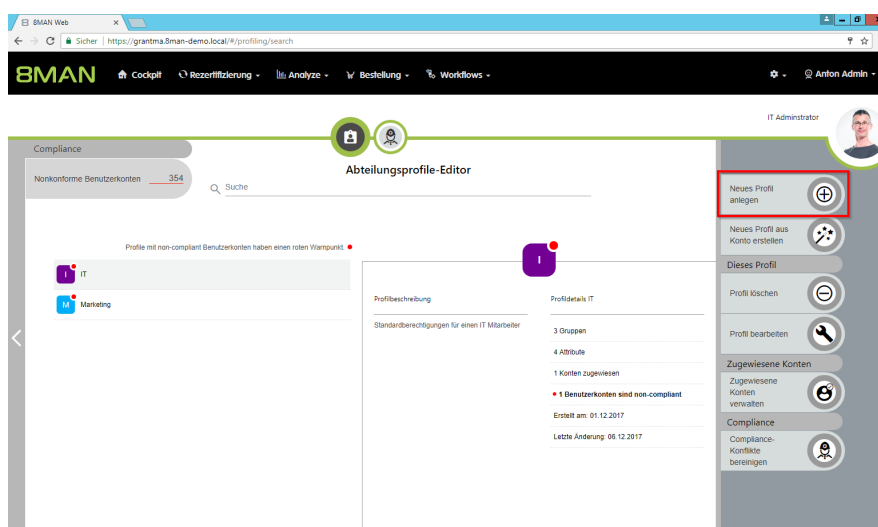 8MAN Web
Sicher | https://grantma.8man-demo.local/#/profiling/search
8MAN Cockpit Rezertifizierung Analyze Bestellung Workflows Anton Admin
IT Adminstrator
Compliance
Nonkonforme Benutzerkonten 354
Abteilungsprofile-Editor
Suche
Profile mit non-compliant Benutzerkonten haben einen roten Warnpunkt.
I IT
M Marketing
I
Profilbeschreibung
Standardberechtigungen für einen IT Mitarbeiter
Profildetails IT
3 Gruppen
4 Attribute
1 Konten zugewiesen
1 Benutzerkonten sind non-compliant
Erstellt am: 01.12.2017
Letzte Änderung: 06.12.2017
Neues Profil
anlegen
Neues Profil aus
Konto erstellen
Dieses Profil
Profil löschen
Profil bearbeiten
Zugewiesene Konten
Zugewiesene
Konten
verwalten
Compliance
Compliance-
Konflikte
bereinigen